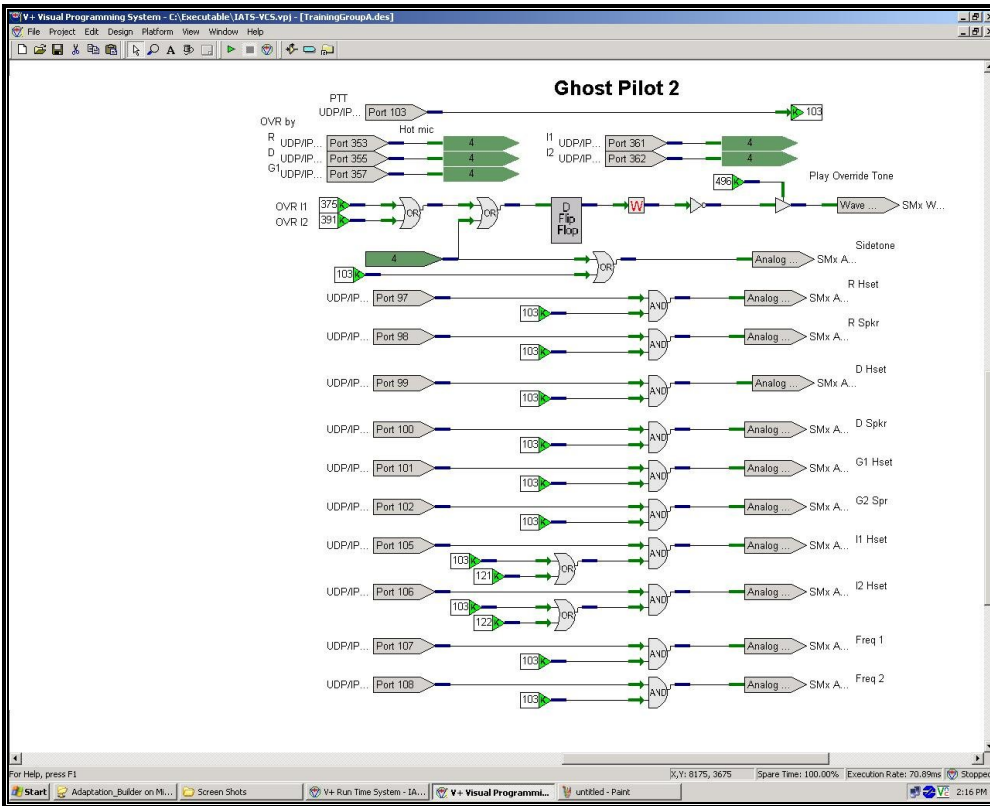 V+ Visual Programming System - C:\Executable\IATS-VCS.vpj - [TrainingGroupA.des]
File Project Edit Design Platform View Window Help
Ghost Pilot 2
PTT
UDP/IP... Port 103 103
OVR by
Hot mic
R UDP/IP... Port 353 4 I1 UDP/IP... Port 361 4
D UDP/IP... Port 355 4 I2 UDP/IP... Port 362 4
G1 UDP/IP... Port 357 4
496 K Play Override Tone
OVR I1 375 K OR OR D Flip Flop W Wave ... SMx W...
OVR I2 391 K
Sidetone
4 OR Analog ... SMx A...
103 K
R Hset
UDP/IP... Port 97 AND Analog ... SMx A...
103 K
R Spkr
UDP/IP... Port 98 AND Analog ... SMx A...
103 K
D Hset
UDP/IP... Port 99 AND Analog ... SMx A...
103 K
D Spkr
UDP/IP... Port 100 AND Analog ... SMx A...
103 K
G1 Hset
UDP/IP... Port 101 AND Analog ... SMx A...
103 K
G2 Spr
UDP/IP... Port 102 AND Analog ... SMx A...
103 K
I1 Hset
UDP/IP... Port 105 AND Analog ... SMx A...
103 K OR
121 K
I2 Hset
UDP/IP... Port 106 AND Analog ... SMx A...
103 K OR
122 K
Freq 1
UDP/IP... Port 107 AND Analog ... SMx A...
103 K
Freq 2
UDP/IP... Port 108 AND Analog ... SMx A...
103 K
For Help, press F1 X,Y: 8175, 3675 Spare Time: 100.00% Execution Rate: 70.89ms Stopped
Start Adaptation_Builder on Mi... Screen Shots V+ Run Time System - IA... V+ Visual Programmi... untitled - Paint 2:16 PM